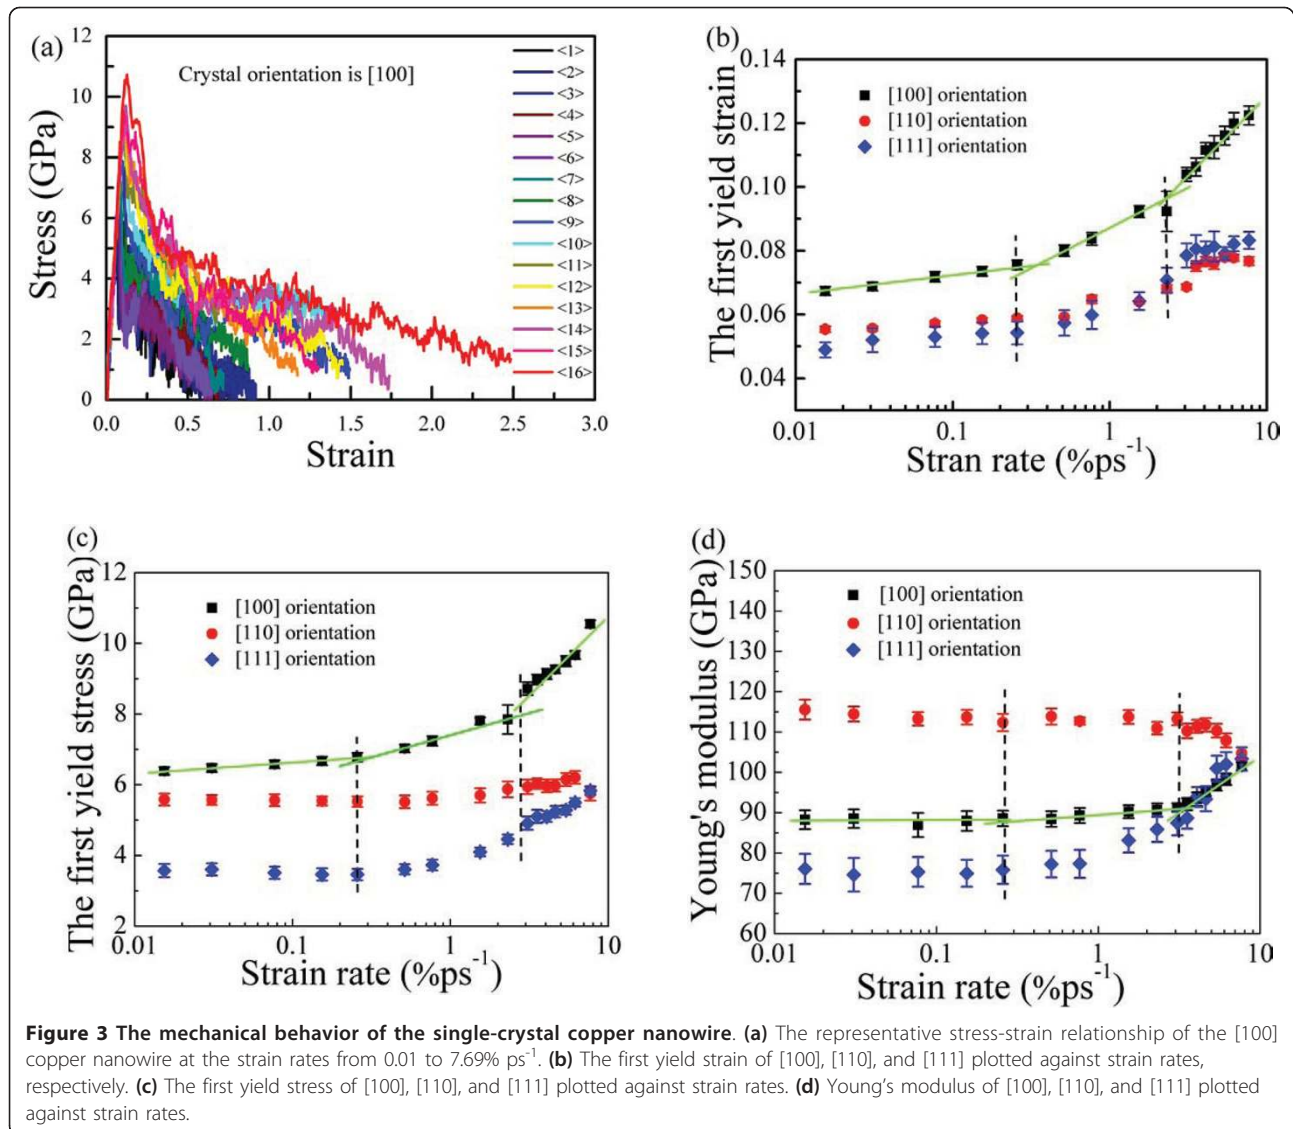 (a)
12
10
8
6
4
2
0
Stress (GPa)
Crystal orientation is [100]
<1>
<2>
<3>
<4>
<5>
<6>
<7>
<8>
<9>
<10>
<11>
<12>
<13>
<14>
<15>
<16>
0.0 0.5 1.0 1.5 2.0 2.5 3.0
Strain
(b)
The first yield strain
0.14
0.12
0.10
0.08
0.06
0.04
[100] orientation
[110] orientation
[111] orientation
0.01 0.1 1 10
Stran rate (%ps-1)
(c)
The first yield stress (GPa)
12
10
8
6
4
2
[100] orientation
[110] orientation
[111] orientation
0.01 0.1 1 10
Strain rate (%ps-1)
(d)
Young's modulus (GPa)
150
140
130
120
110
100
90
80
70
60
[100] orientation
[110] orientation
[111] orientation
0.01 0.1 1 10
Strain rate (%ps-1)
Figure 3 The mechanical behavior of the single-crystal copper nanowire. (a) The representative stress-strain relationship of the [100]
copper nanowire at the strain rates from 0.01 to 7.69% ps-1. (b) The first yield strain of [100], [110], and [111] plotted against strain rates,
respectively. (c) The first yield stress of [100], [110], and [111] plotted against strain rates. (d) Young's modulus of [100], [110], and [111] plotted
against strain rates.